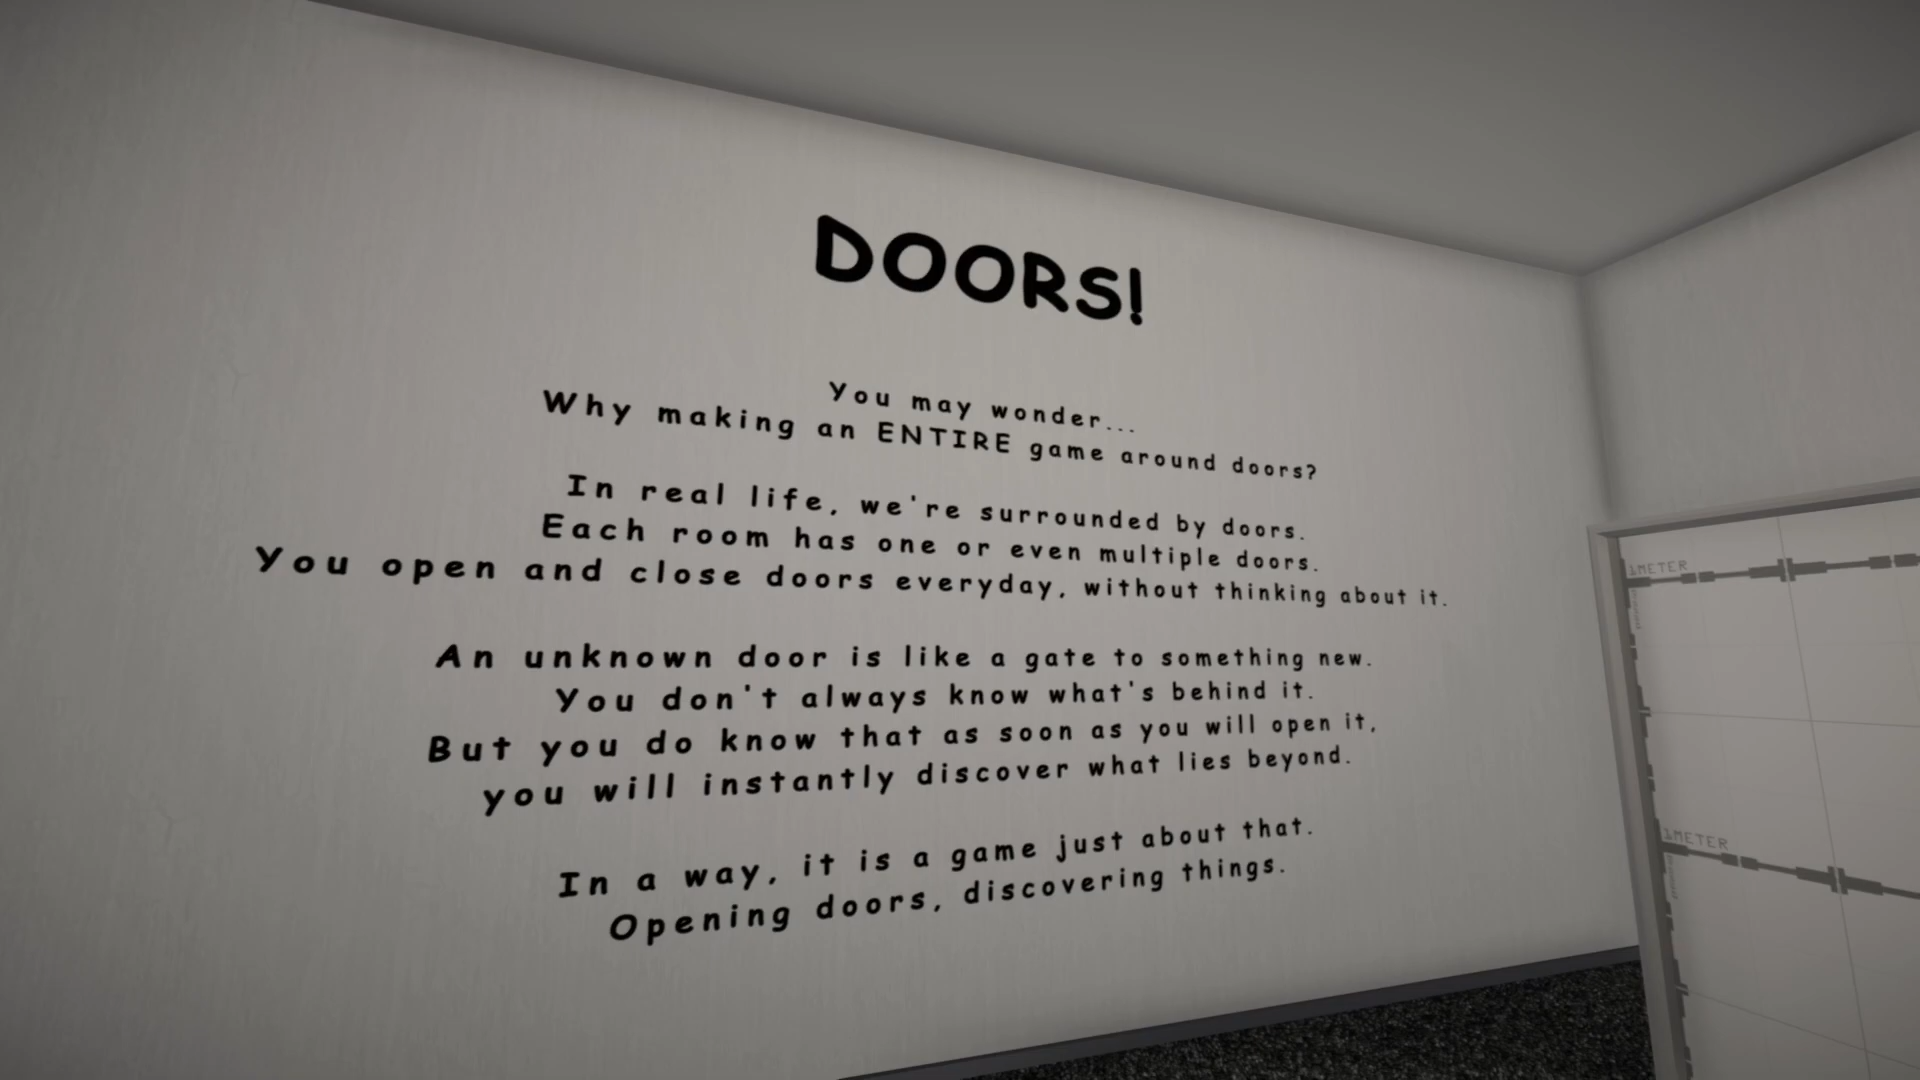 DOORS!
You may wonder...
Why making an ENTIRE game around doors?
In real life, we're surrounded by doors.
Each room has one or even multiple doors.
You open and close doors everyday, without thinking about it.
An unknown door is like a gate to something new.
You don't always know what's behind it.
But you do know that as soon as you will open it,
you will instantly discover what lies beyond.
In a way, it is a game just about that.
Opening doors, discovering things.
1METER
1METER